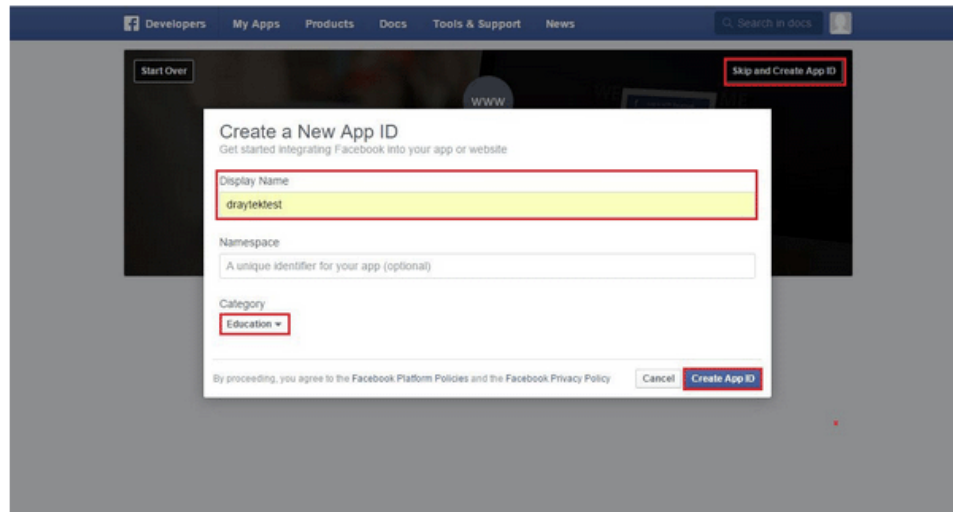 Developers My Apps Products Docs Tools & Support News Search in docs
Start Over Skip and Create App ID
www
Create a New App ID
Get started integrating Facebook into your app or website
Display Name
draytektest
Namespace
A unique identifier for your app (optional)
Category
Education
By proceeding, you agree to the Facebook Platform Policies and the Facebook Privacy Policy Cancel Create App ID